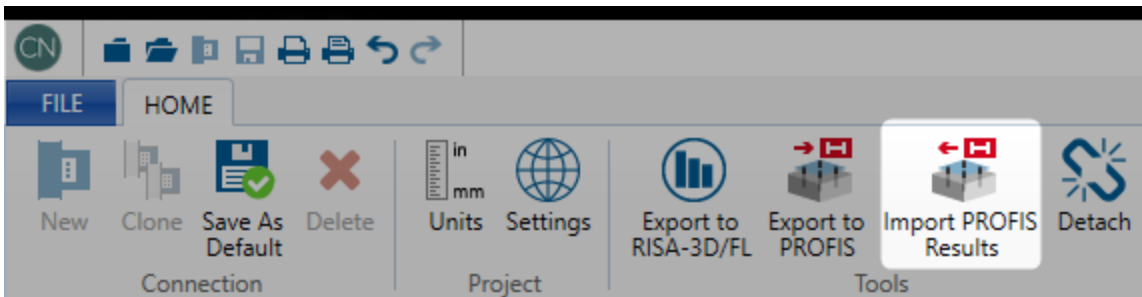 CN
FILE HOME
in
mm
New Clone Save As Default Delete Units Settings Export to RISA-3D/FL Export to PROFIS Import PROFIS Results Detach
Connection Project Tools